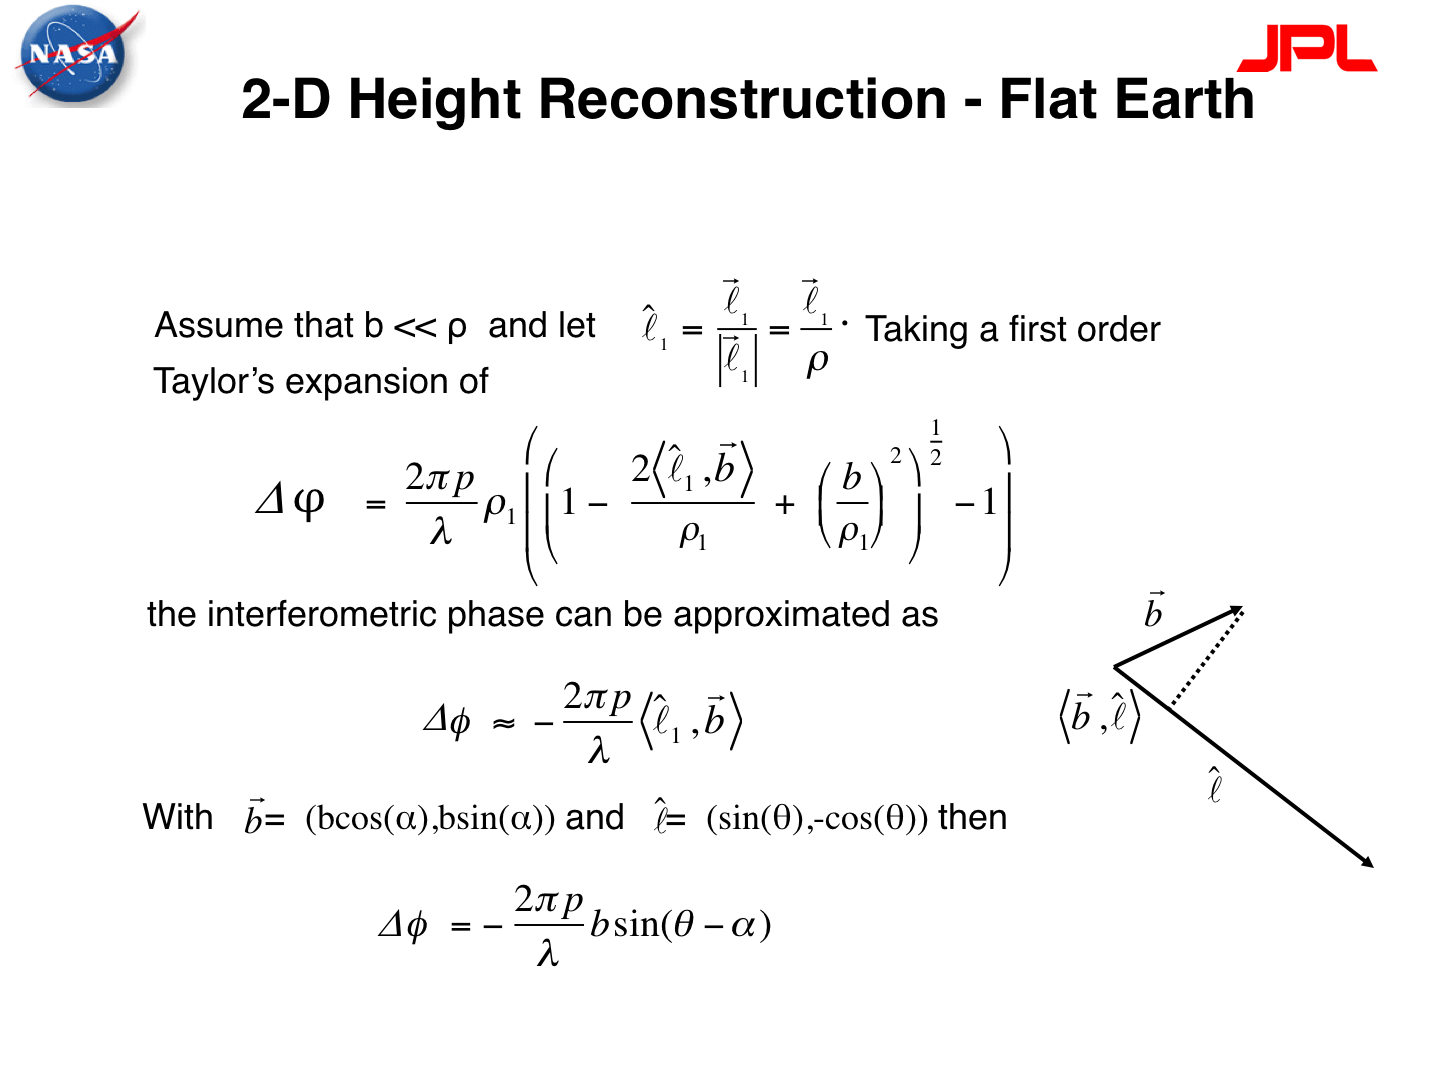 NASA
JPL
2-D Height Reconstruction - Flat Earth
Assume that b << ρ and let $\hat{\ell}_1 = \frac{\vec{\ell}_1}{|\vec{\ell}_1|} = \frac{\vec{\ell}_1}{\rho}$. Taking a first order
Taylor’s expansion of
$\Delta\varphi = \frac{2\pi p}{\lambda} \rho_1 \left( \left( 1 - \frac{2\langle \hat{\ell}_1, \vec{b} \rangle}{\rho_1} + \left( \frac{b}{\rho_1} \right)^2 \right)^{\frac{1}{2}} - 1 \right)$
the interferometric phase can be approximated as
$\Delta\phi \approx - \frac{2\pi p}{\lambda} \langle \hat{\ell}_1, \vec{b} \rangle$
With $\vec{b}$= (bcos(α),bsin(α)) and $\hat{\ell}$= (sin(θ),-cos(θ)) then
$\Delta\phi = - \frac{2\pi p}{\lambda} b \sin(\theta - \alpha)$
$\vec{b}$
$\langle \vec{b}, \hat{\ell} \rangle$
$\hat{\ell}$